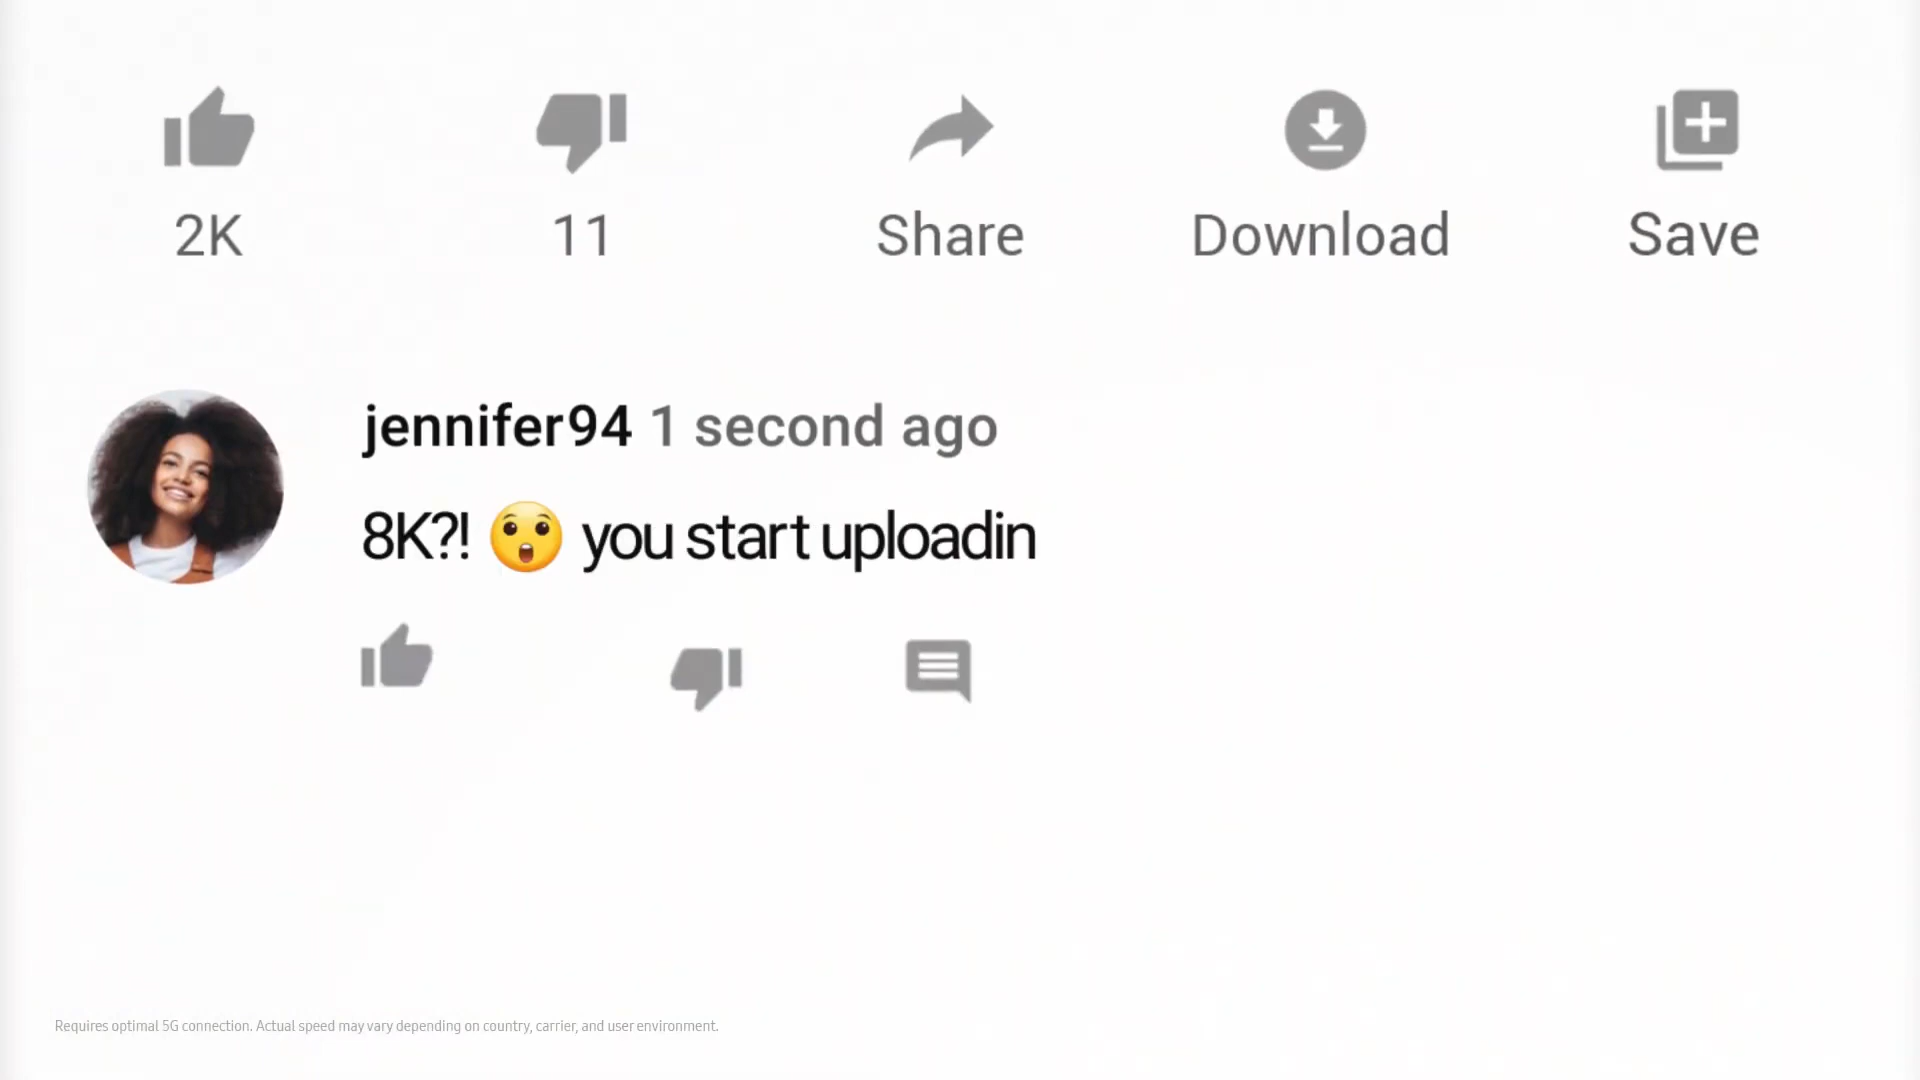 2K 11 Share Download Save
jennifer94 1 second ago
8K?! 😲 you start uploadin
Requires optimal 5G connection. Actual speed may vary depending on country, carrier, and user environment.